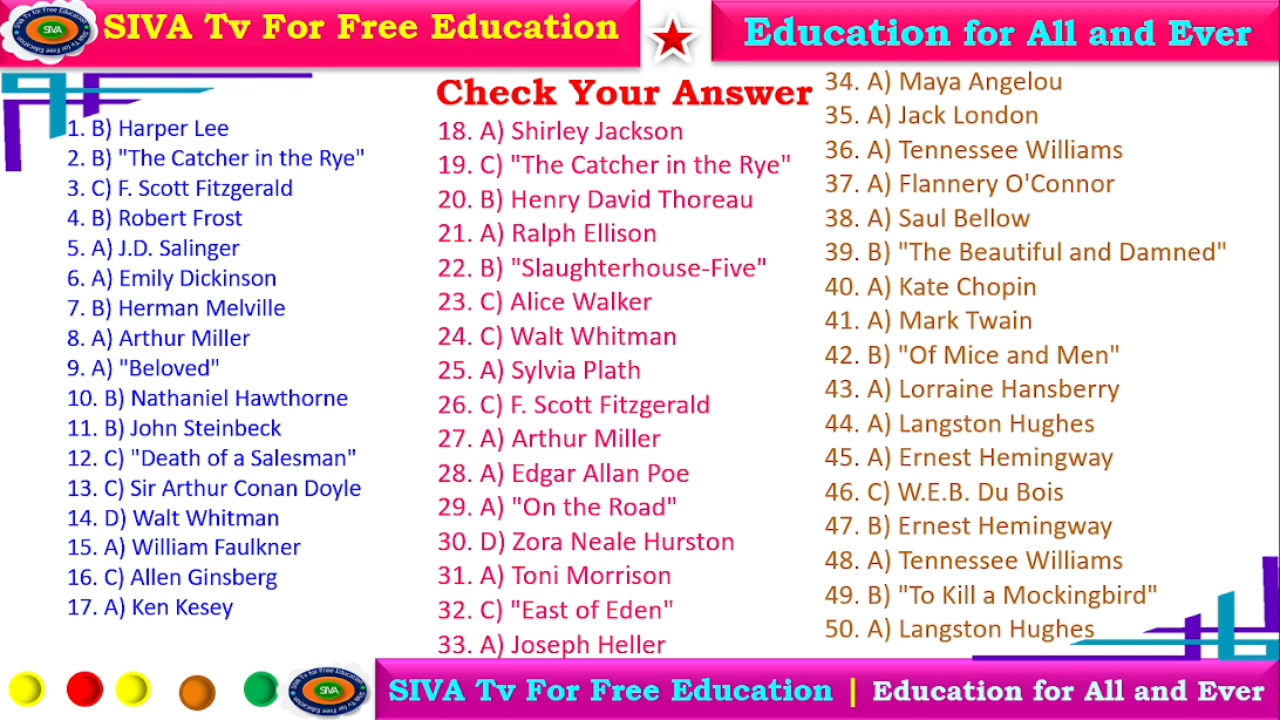 SIVA Tv For Free Education
Education for All and Ever
Check Your Answer
1. B) Harper Lee
2. B) "The Catcher in the Rye"
3. C) F. Scott Fitzgerald
4. B) Robert Frost
5. A) J.D. Salinger
6. A) Emily Dickinson
7. B) Herman Melville
8. A) Arthur Miller
9. A) "Beloved"
10. B) Nathaniel Hawthorne
11. B) John Steinbeck
12. C) "Death of a Salesman"
13. C) Sir Arthur Conan Doyle
14. D) Walt Whitman
15. A) William Faulkner
16. C) Allen Ginsberg
17. A) Ken Kesey
18. A) Shirley Jackson
19. C) "The Catcher in the Rye"
20. B) Henry David Thoreau
21. A) Ralph Ellison
22. B) "Slaughterhouse-Five"
23. C) Alice Walker
24. C) Walt Whitman
25. A) Sylvia Plath
26. C) F. Scott Fitzgerald
27. A) Arthur Miller
28. A) Edgar Allan Poe
29. A) "On the Road"
30. D) Zora Neale Hurston
31. A) Toni Morrison
32. C) "East of Eden"
33. A) Joseph Heller
34. A) Maya Angelou
35. A) Jack London
36. A) Tennessee Williams
37. A) Flannery O'Connor
38. A) Saul Bellow
39. B) "The Beautiful and Damned"
40. A) Kate Chopin
41. A) Mark Twain
42. B) "Of Mice and Men"
43. A) Lorraine Hansberry
44. A) Langston Hughes
45. A) Ernest Hemingway
46. C) W.E.B. Du Bois
47. B) Ernest Hemingway
48. A) Tennessee Williams
49. B) "To Kill a Mockingbird"
50. A) Langston Hughes
SIVA
SIVA Tv For Free Education | Education for All and Ever